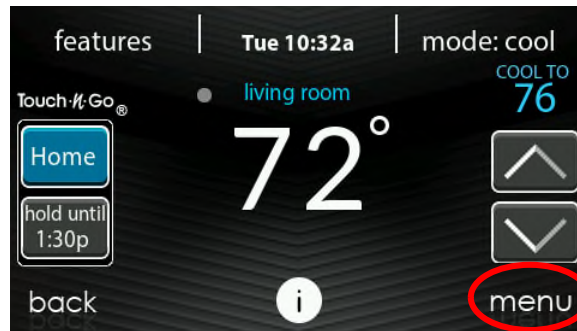 features
Tue 10:32a
mode: cool
COOL TO
76
Touch·N·Go®
living room
72°
Home
hold until
1:30p
back
i
menu